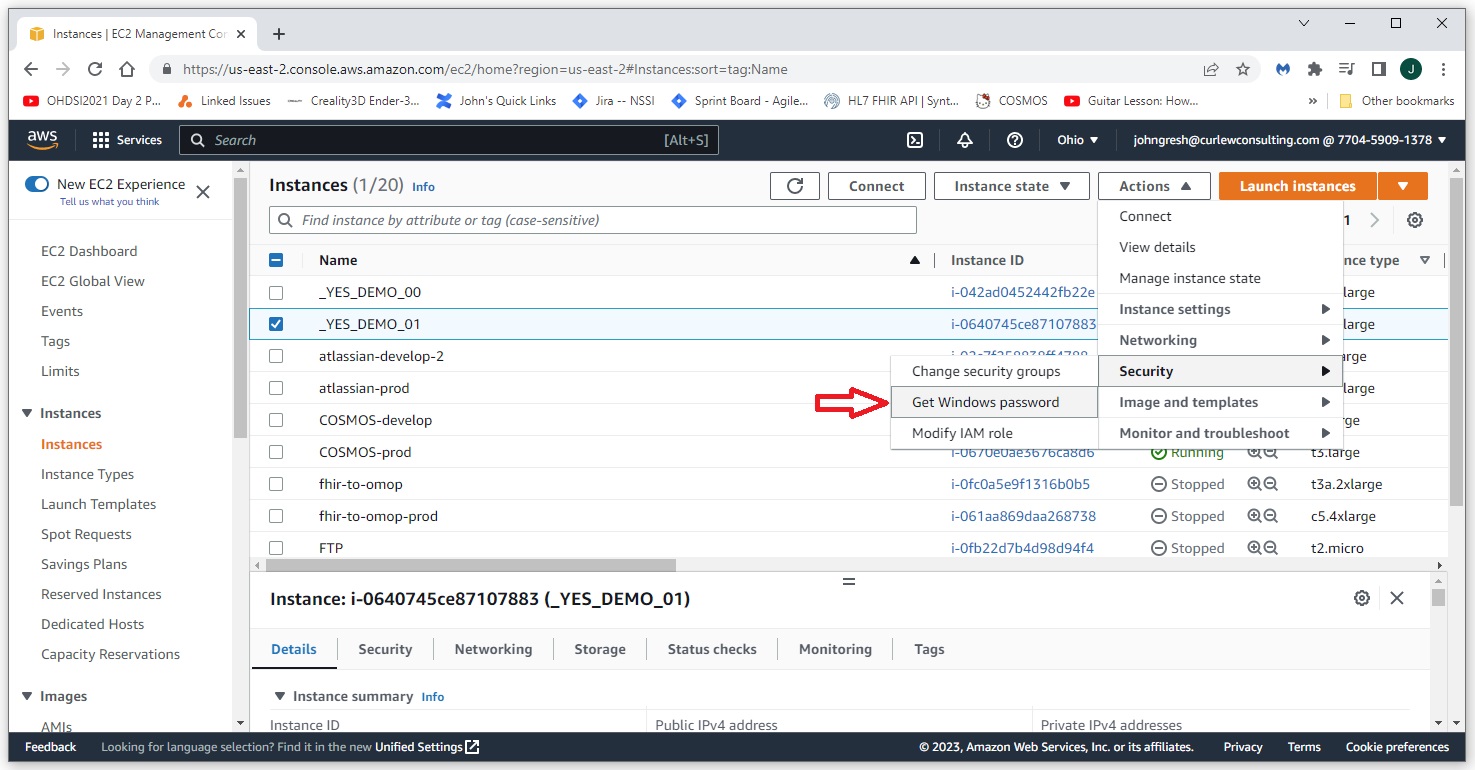 Instances | EC2 Management Con
https://us-east-2.console.aws.amazon.com/ec2/home?region=us-east-2#Instances:sort=tag:Name
J
OHDSI2021 Day 2 P... Linked Issues Creality3D Ender-3... John's Quick Links Jira -- NSSI Sprint Board - Agile... HL7 FHIR API | Synt... COSMOS Guitar Lesson: How... » Other bookmarks
aws Services Search [Alt+S] Ohio johngresh@curlewconsulting.com @ 7704-5909-1378
New EC2 Experience
Tell us what you think
EC2 Dashboard
EC2 Global View
Events
Tags
Limits
Instances
Instances
Instance Types
Launch Templates
Spot Requests
Savings Plans
Reserved Instances
Dedicated Hosts
Capacity Reservations
Images
AMIs
Instances (1/20) Info Connect Instance state Actions Launch instances
Find instance by attribute or tag (case-sensitive) 1
Name Instance ID nce type
_YES_DEMO_00 i-042ad0452442fb22e large
_YES_DEMO_01 i-0640745ce87107883 large
atlassian-develop-2 arge
atlassian-prod large
COSMOS-develop rge
COSMOS-prod i-0670e0ae3676ca8d6 Running t3.large
fhir-to-omop i-0fc0a5e9f1316b0b5 Stopped t3a.2xlarge
fhir-to-omop-prod i-061aa869daa268738 Stopped c5.4xlarge
FTP i-0fb22d7b4d98d94f4 Stopped t2.micro
Connect
View details
Manage instance state
Instance settings
Networking
Security
Image and templates
Monitor and troubleshoot
Change security groups
Get Windows password
Modify IAM role
Instance: i-0640745ce87107883 (_YES_DEMO_01)
Details Security Networking Storage Status checks Monitoring Tags
Instance summary Info
Instance ID Public IPv4 address Private IPv4 addresses
Feedback Looking for language selection? Find it in the new Unified Settings © 2023, Amazon Web Services, Inc. or its affiliates. Privacy Terms Cookie preferences